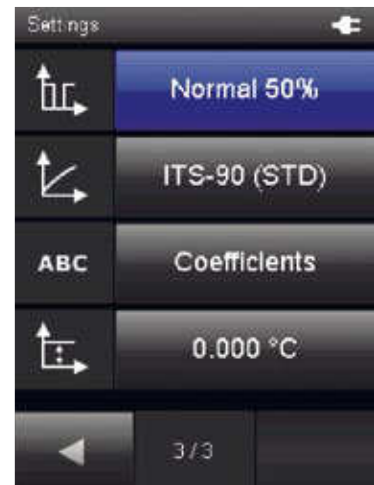 Settings
Normal 50%
ITS-90 (STD)
ABC Coefficients
0.000 °C
3/3